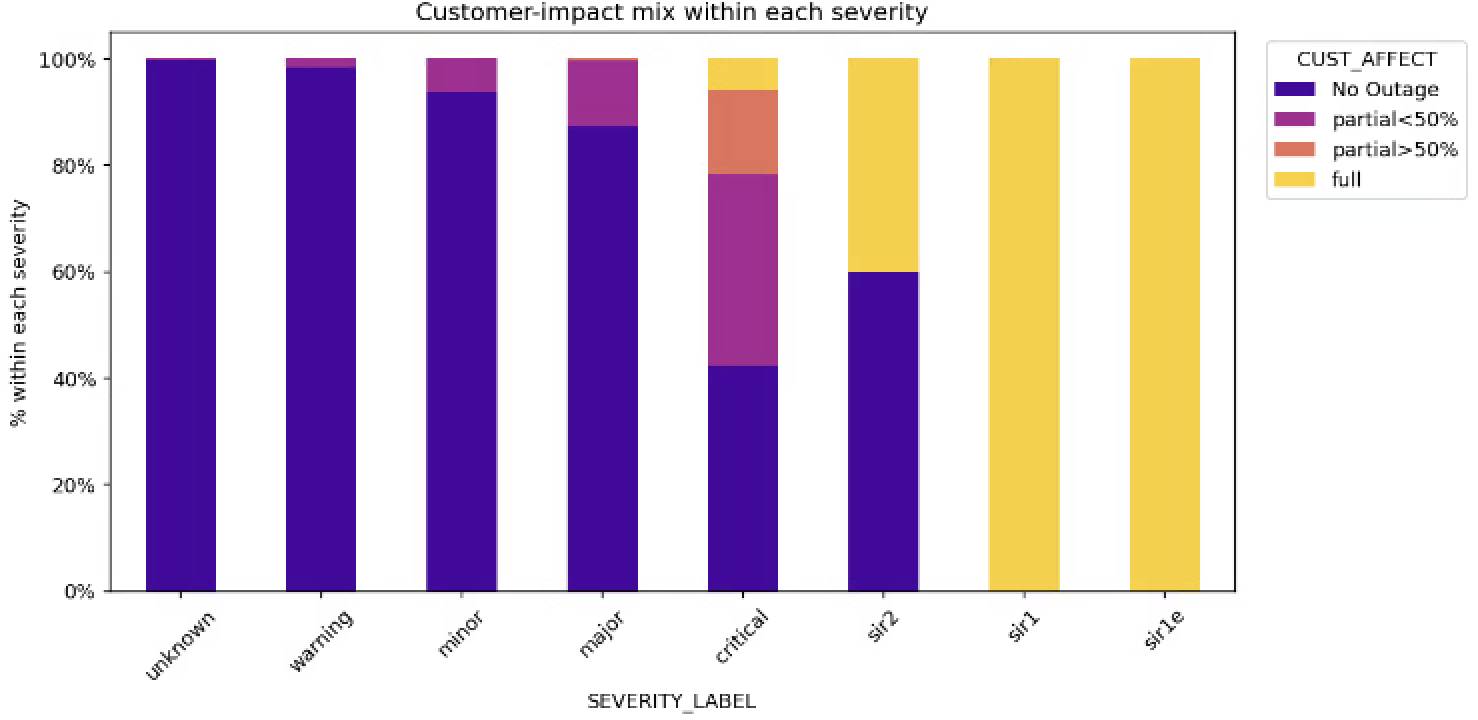 Customer-impact mix within each severity
100%
80%
60%
40%
20%
0%
% within each severity
unknown
warning
minor
major
critical
sir2
sir1
sir1e
SEVERITY_LABEL
CUST_AFFECT
No Outage
partial<50%
partial>50%
full